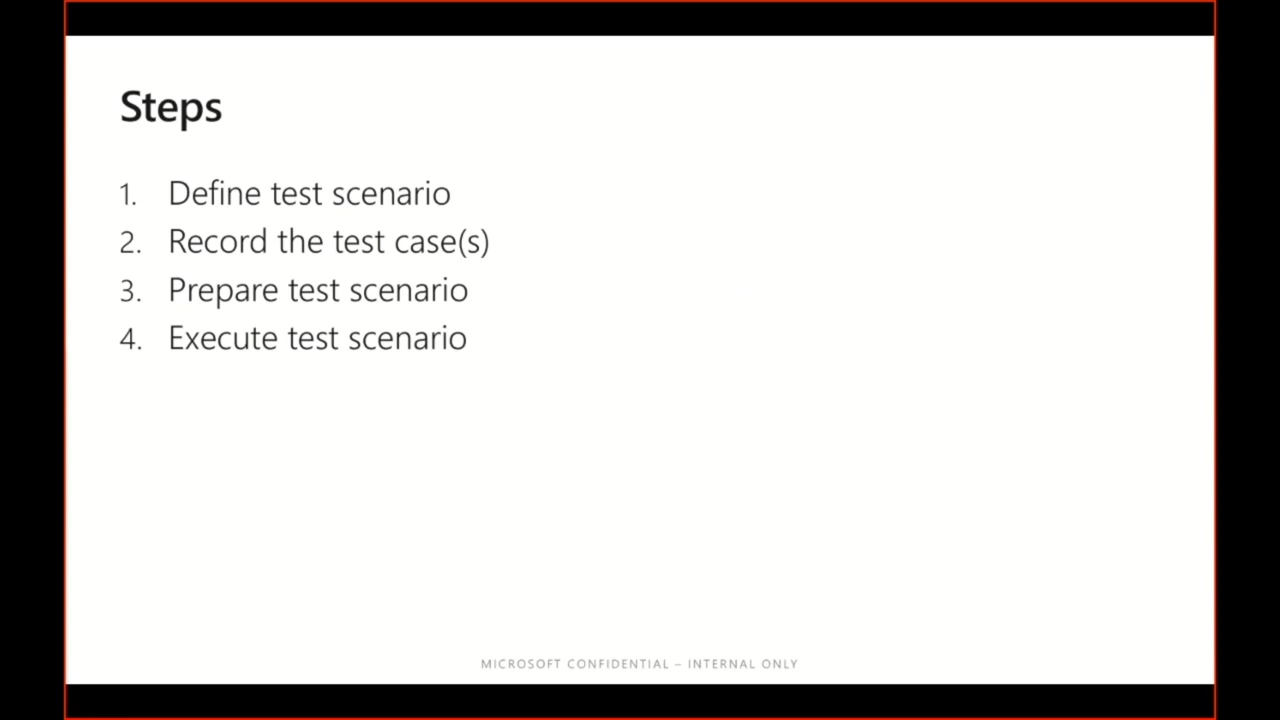 Steps
1. Define test scenario
2. Record the test case(s)
3. Prepare test scenario
4. Execute test scenario
MICROSOFT CONFIDENTIAL – INTERNAL ONLY